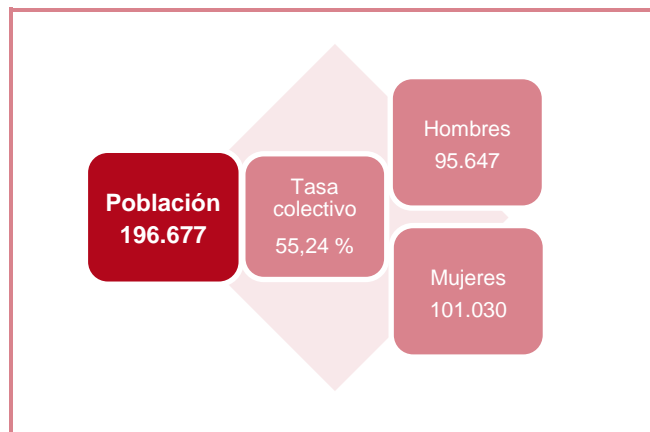 Población
196.677
Tasa
colectivo
55,24 %
Hombres
95.647
Mujeres
101.030